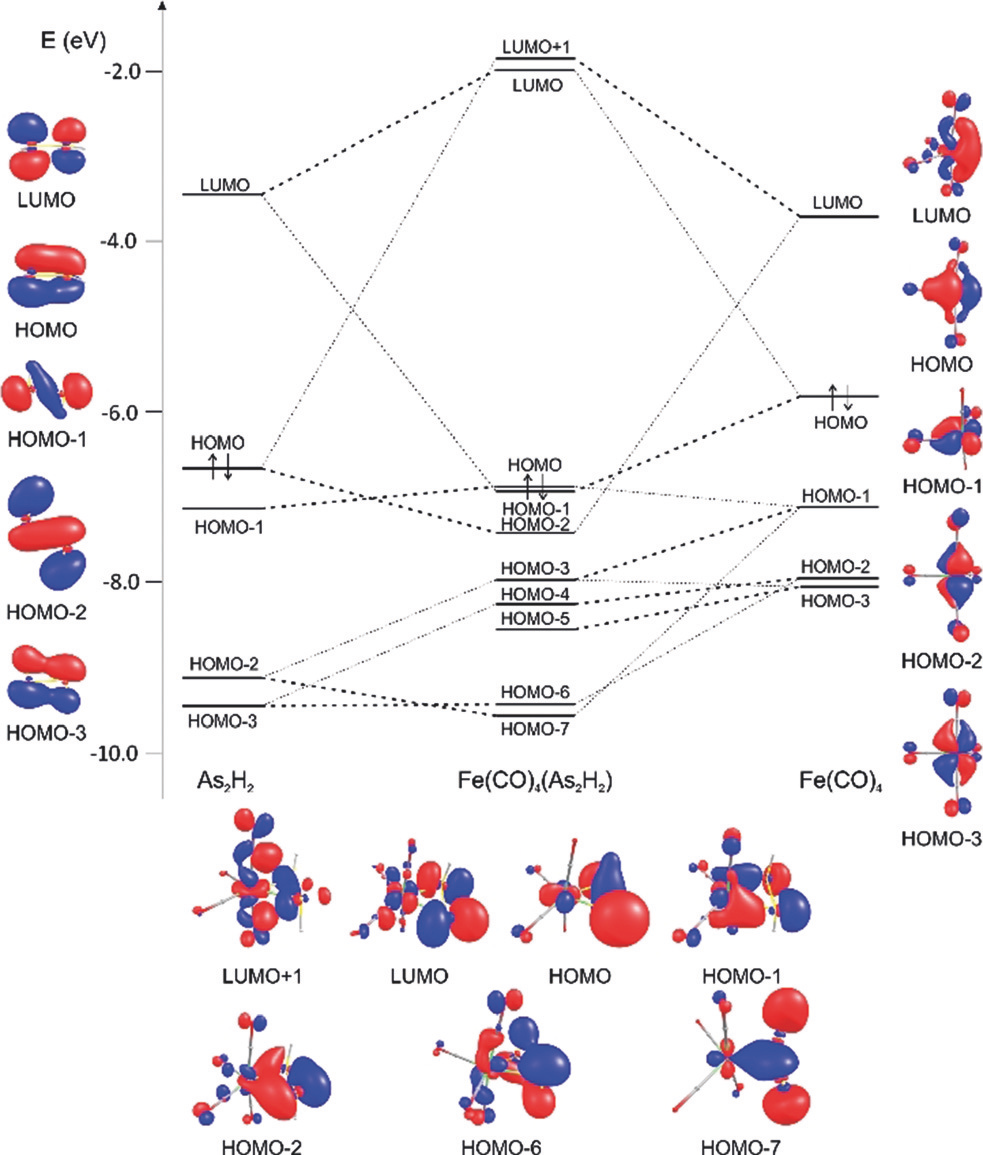 E (eV)
-2.0
-4.0
-6.0
-8.0
-10.0
LUMO
HOMO
HOMO-1
HOMO-2
HOMO-3
LUMO
HOMO
HOMO-1
HOMO-2
HOMO-3
As₂H₂
LUMO+1
LUMO
HOMO
HOMO-1
HOMO-2
HOMO-3
HOMO-4
HOMO-5
HOMO-6
HOMO-7
Fe(CO)₄(As₂H₂)
LUMO
HOMO
HOMO-1
HOMO-2
HOMO-3
Fe(CO)₄
LUMO
HOMO
HOMO-1
HOMO-2
HOMO-3
LUMO+1 LUMO HOMO HOMO-1
HOMO-2 HOMO-6 HOMO-7